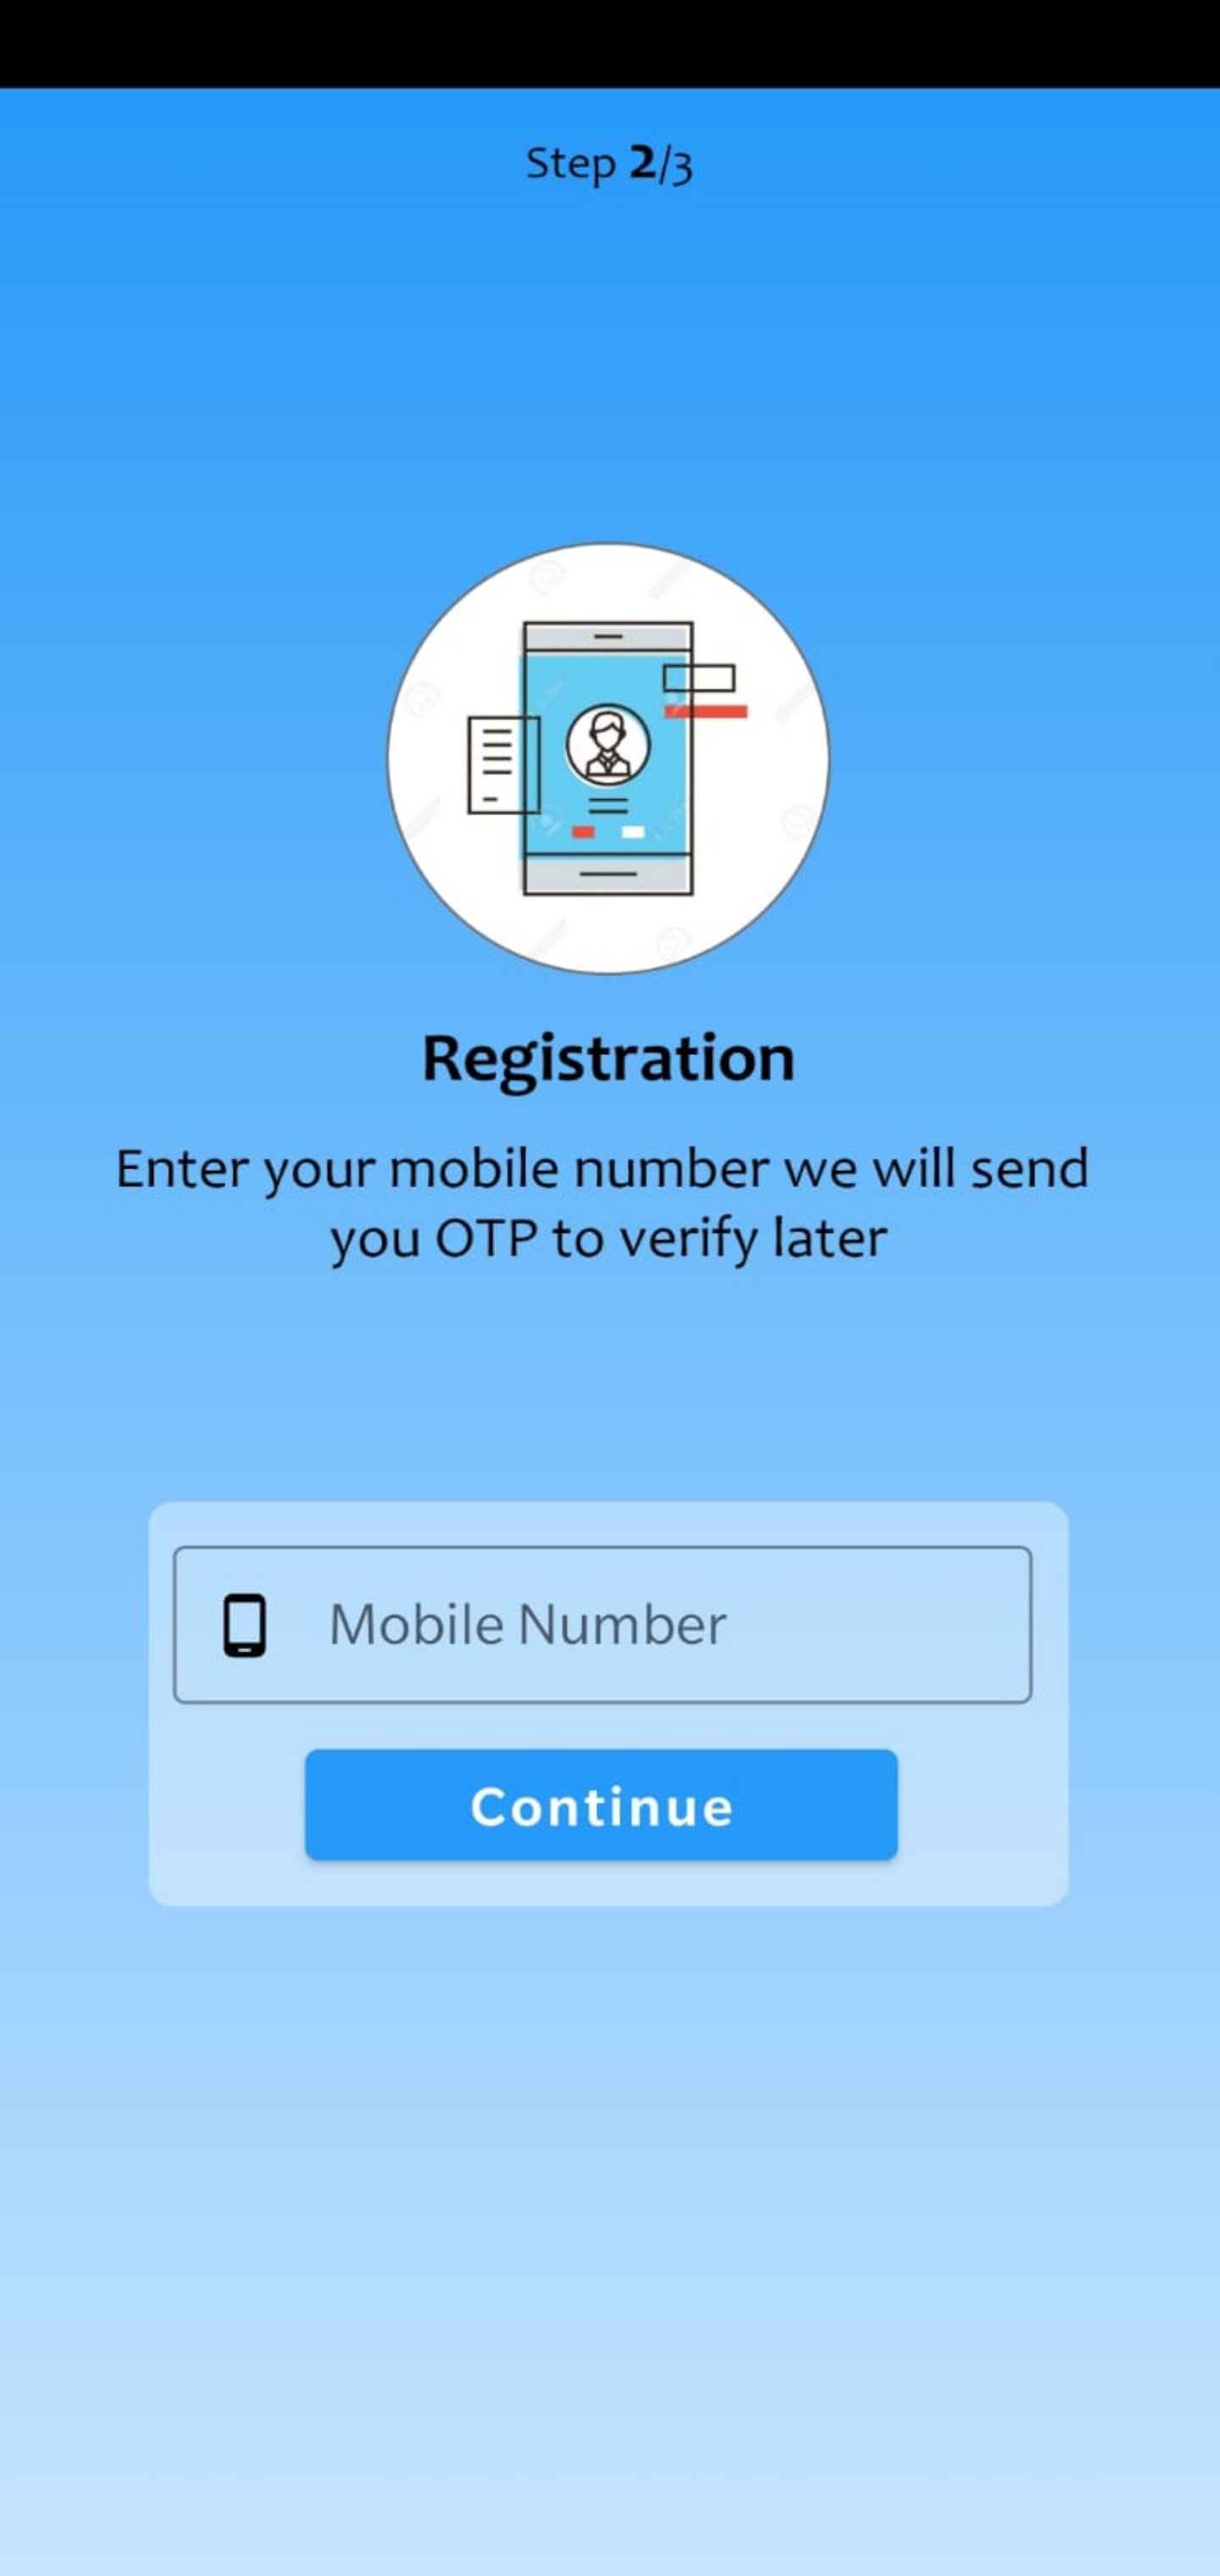 Step 2/3
Registration
Enter your mobile number we will send
you OTP to verify later
Mobile Number
Continue